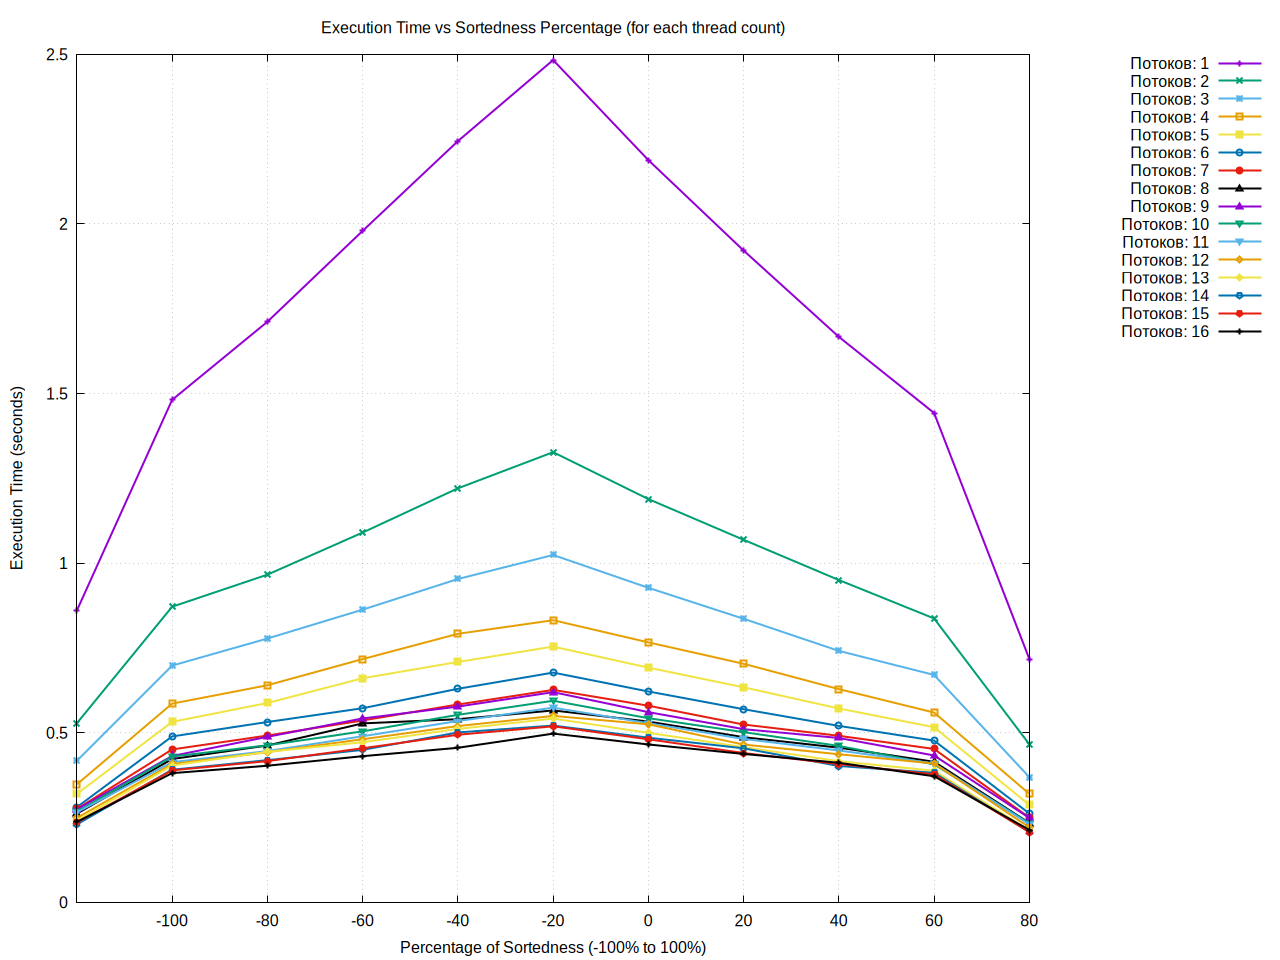 Execution Time vs Sortedness Percentage (for each thread count)
2.5
2
1.5
1
0.5
0
Execution Time (seconds)
-100 -80 -60 -40 -20 0 20 40 60 80
Percentage of Sortedness (-100% to 100%)
Потоков: 1
Потоков: 2
Потоков: 3
Потоков: 4
Потоков: 5
Потоков: 6
Потоков: 7
Потоков: 8
Потоков: 9
Потоков: 10
Потоков: 11
Потоков: 12
Потоков: 13
Потоков: 14
Потоков: 15
Потоков: 16